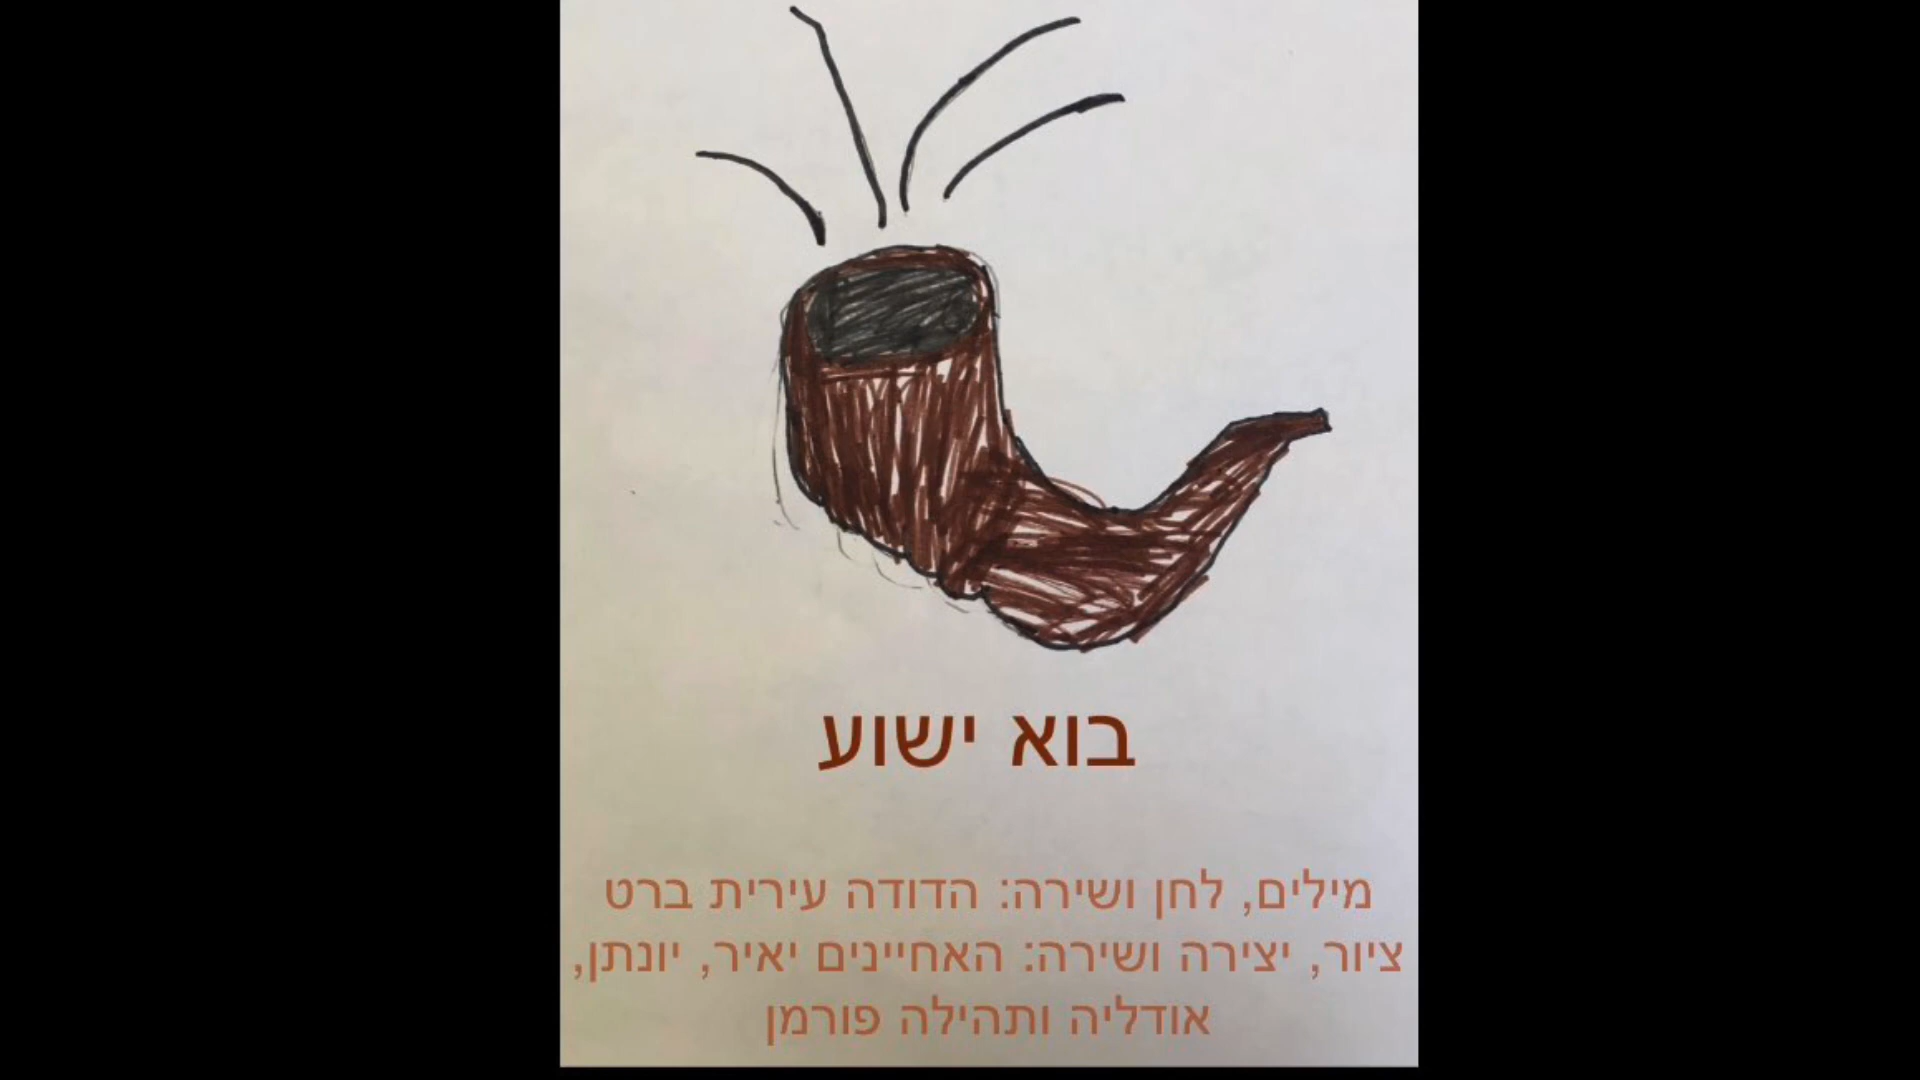 בוא ישוע
מילים, לחן ושירה: הדודה עירית ברט
ציור, יצירה ושירה: האחיינים יאיר, יונתן,
אודליה ותהילה פורמן